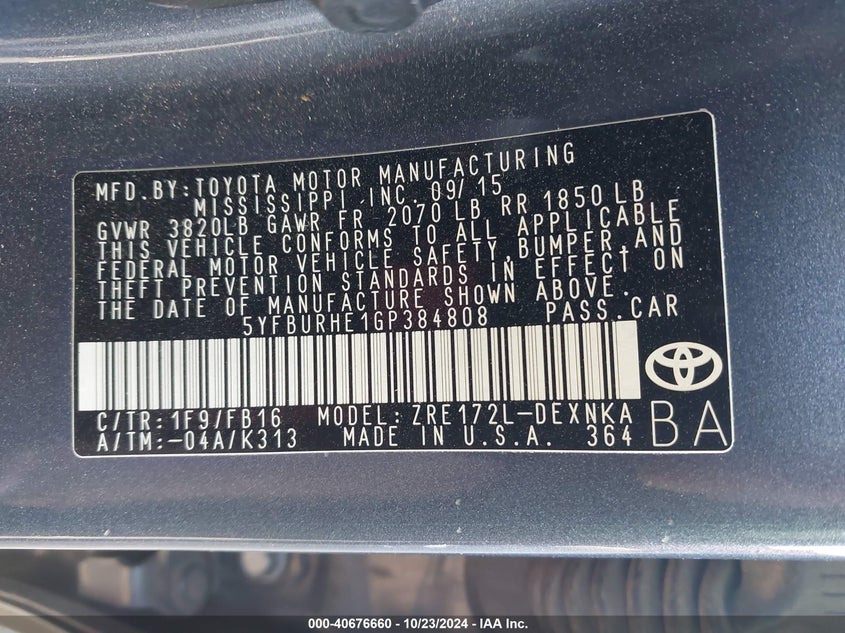 MFD.BY:TOYOTA MOTOR MANUFACTURING
MISSISSIPPI INC. 09/15
GVWR 3820LB GAWR FR 2070 LB RR 1850 LB
THIS VEHICLE CONFORMS TO ALL APPLICABLE
FEDERAL MOTOR VEHICLE SAFETY,BUMPER,AND
THEFT PREVENTION STANDARDS IN EFFECT ON
THE DATE OF MANUFACTURE SHOWN ABOVE.
5YFBURHE1GP384808 PASS.CAR
C/TR:1F9/FB16 MODEL:ZRE172L-DEXNKA
A/TM:-04A/K313 MADE IN U.S.A. 364
BA
000-40676660 - 10/23/2024 - IAA Inc.